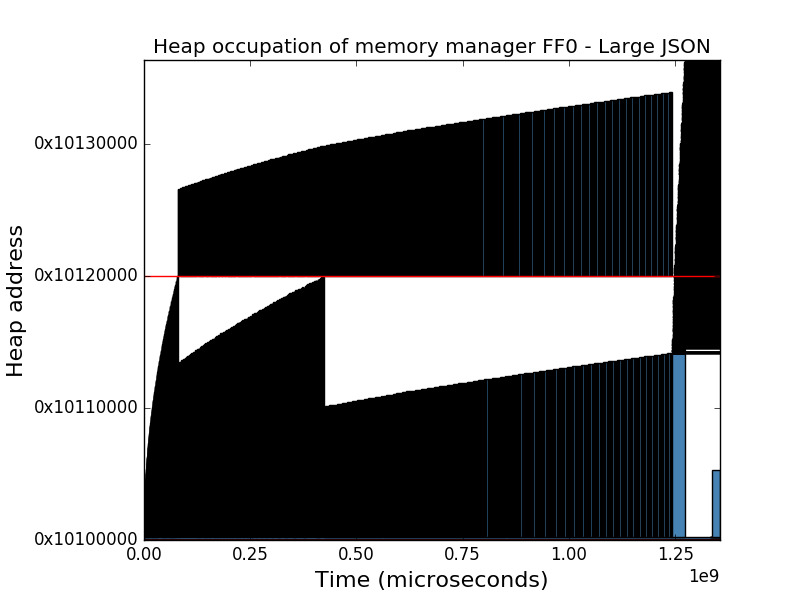 Heap occupation of memory manager FF0 - Large JSON
Heap address
0x10130000
0x10120000
0x10110000
0x10100000
0.00 0.25 0.50 0.75 1.00 1.25
1e9
Time (microseconds)